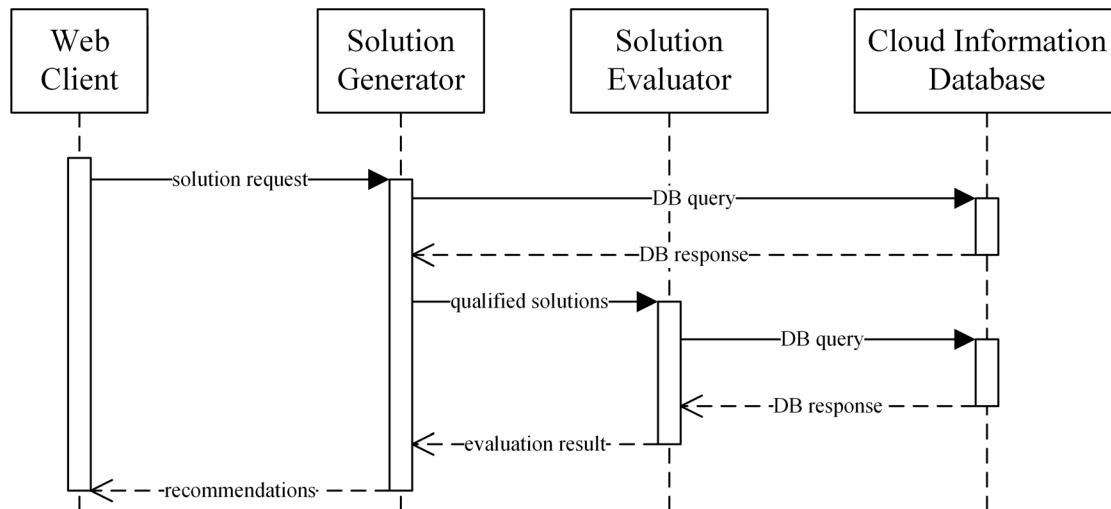 Web
Client
Solution
Generator
Solution
Evaluator
Cloud Information
Database
solution request
DB query
DB response
qualified solutions
DB query
DB response
evaluation result
recommendations